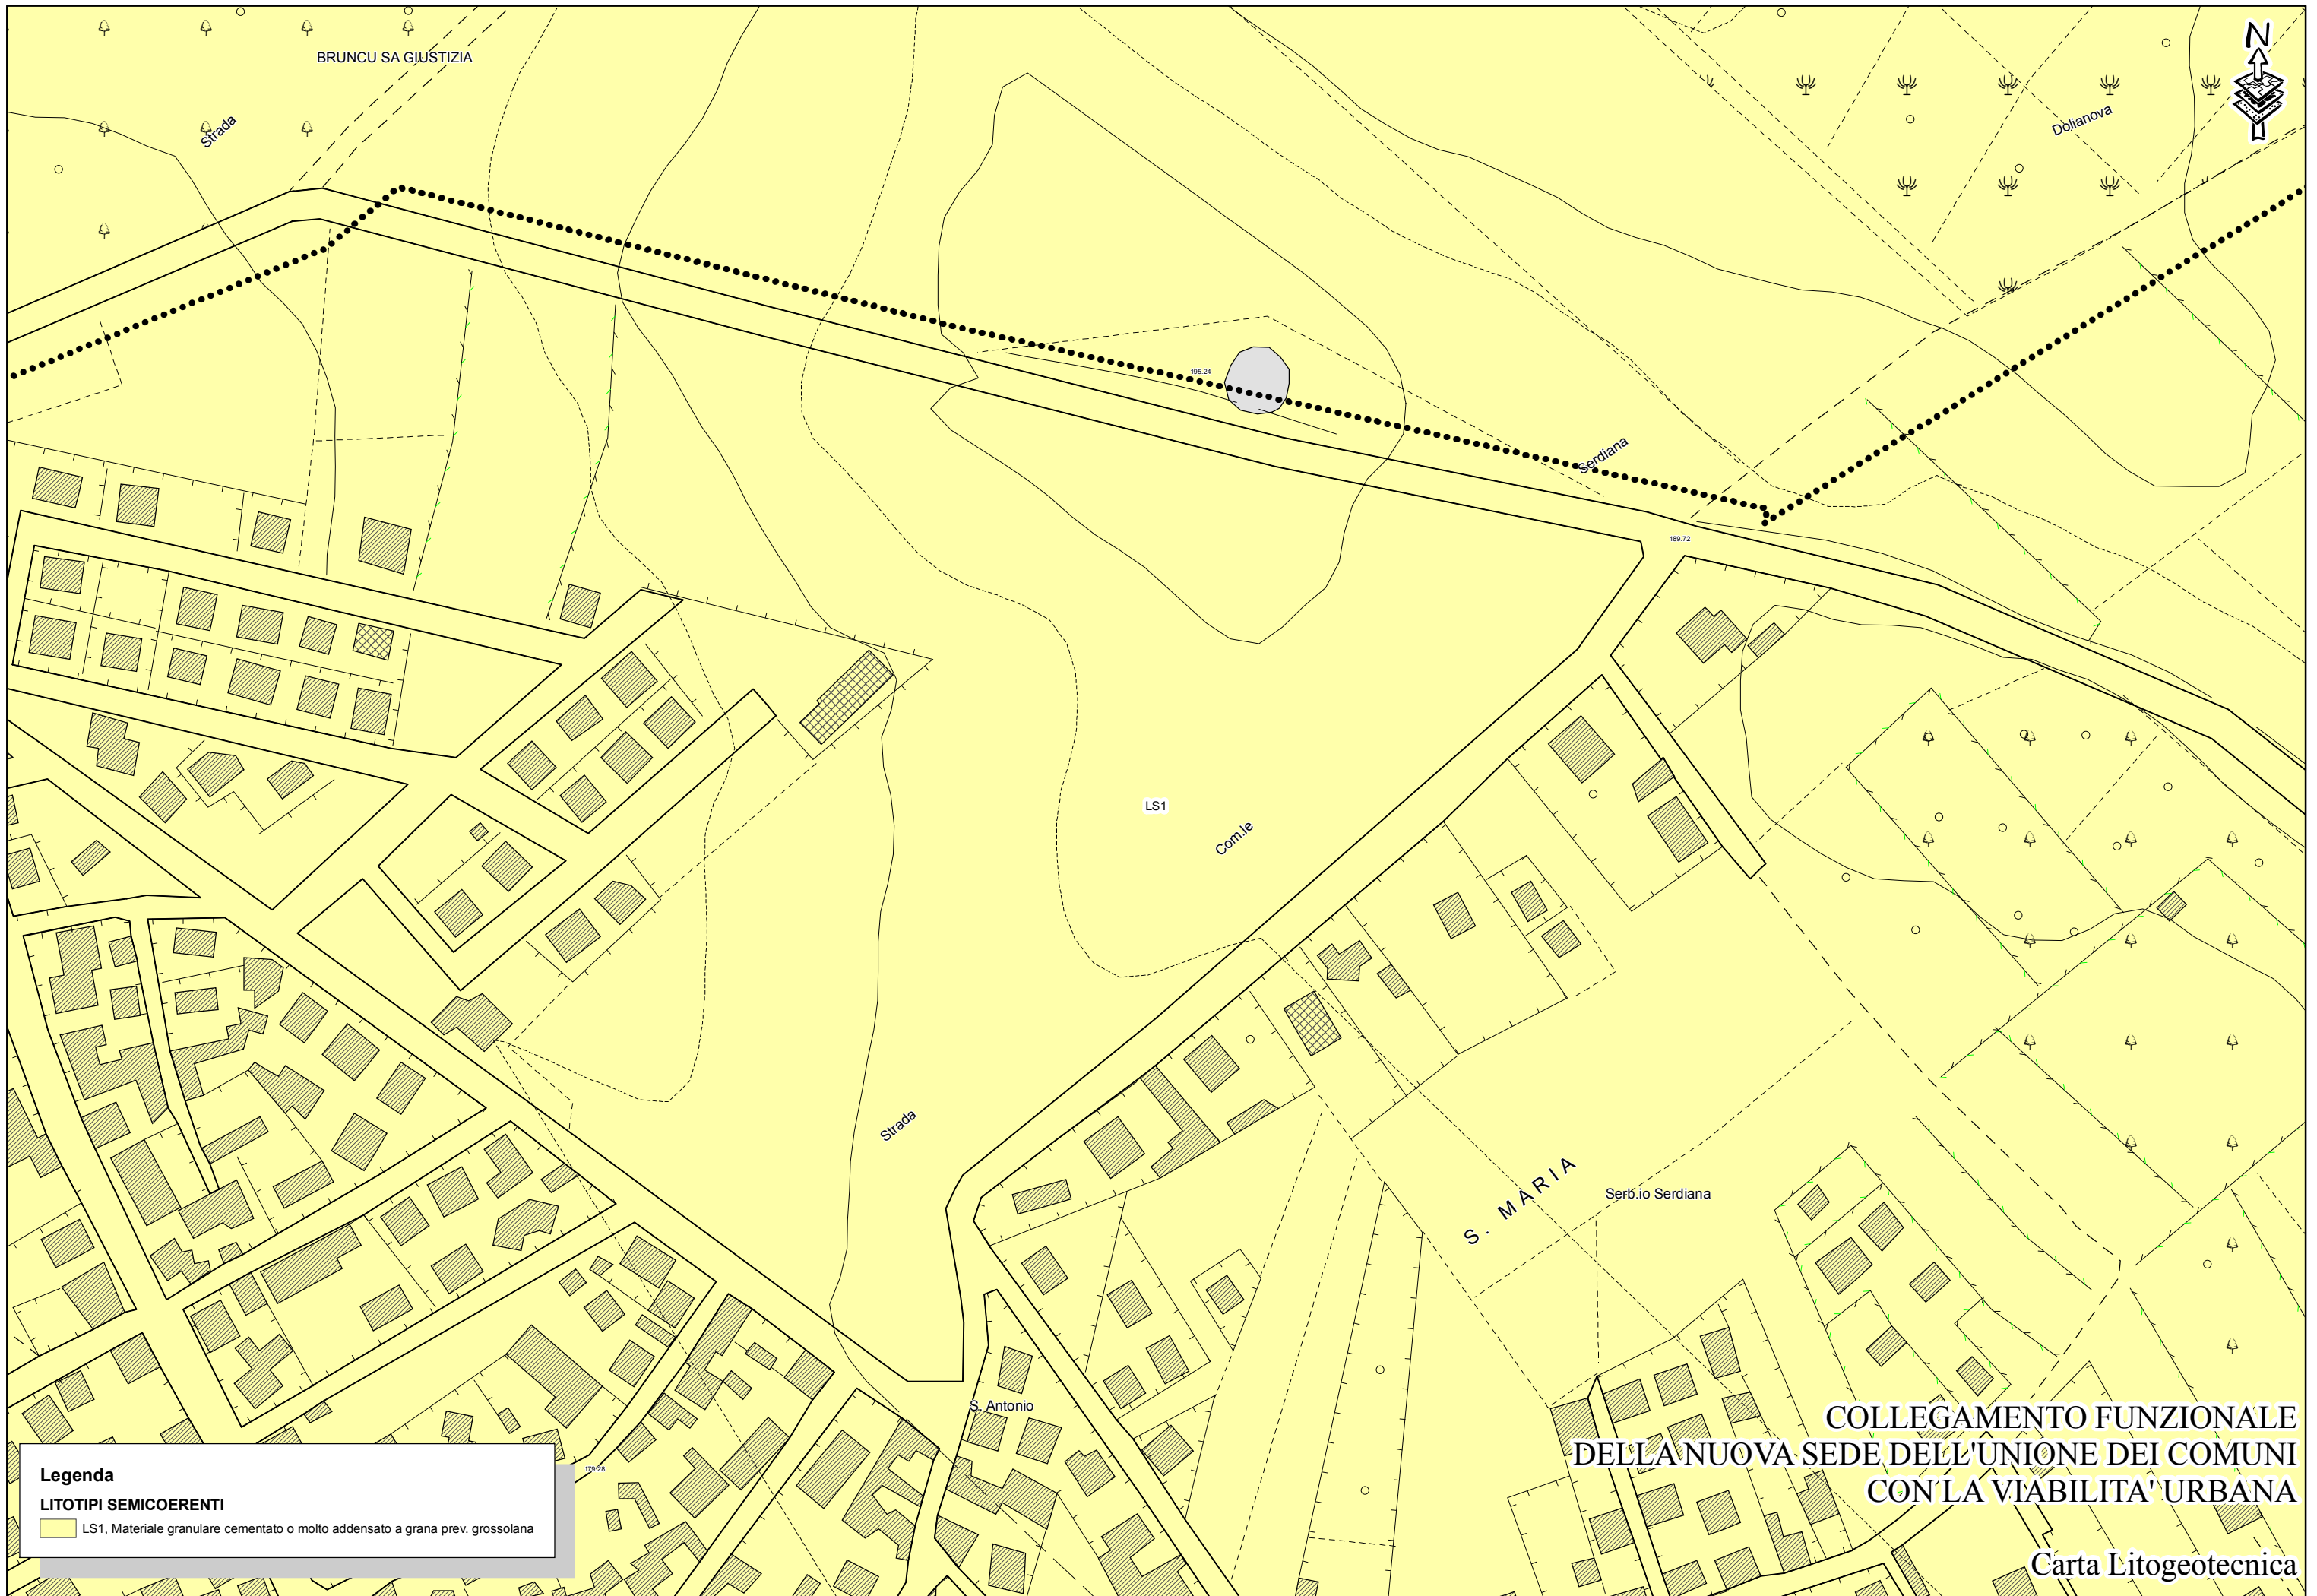 BRUNCU SA GIUSTIZIA
N
Strada
Dolianova
195.24
Serdiana
189.72
LS1
Com.le
Strada
S. MARIA
Serb.io Serdiana
S. Antonio
179.28
COLLEGAMENTO FUNZIONALE
DELLA NUOVA SEDE DELL'UNIONE DEI COMUNI
CON LA VIABILITA' URBANA
Carta Litogeotecnica
Legenda
LITOTIPI SEMICOERENTI
LS1, Materiale granulare cementato o molto addensato a grana prev. grossolana